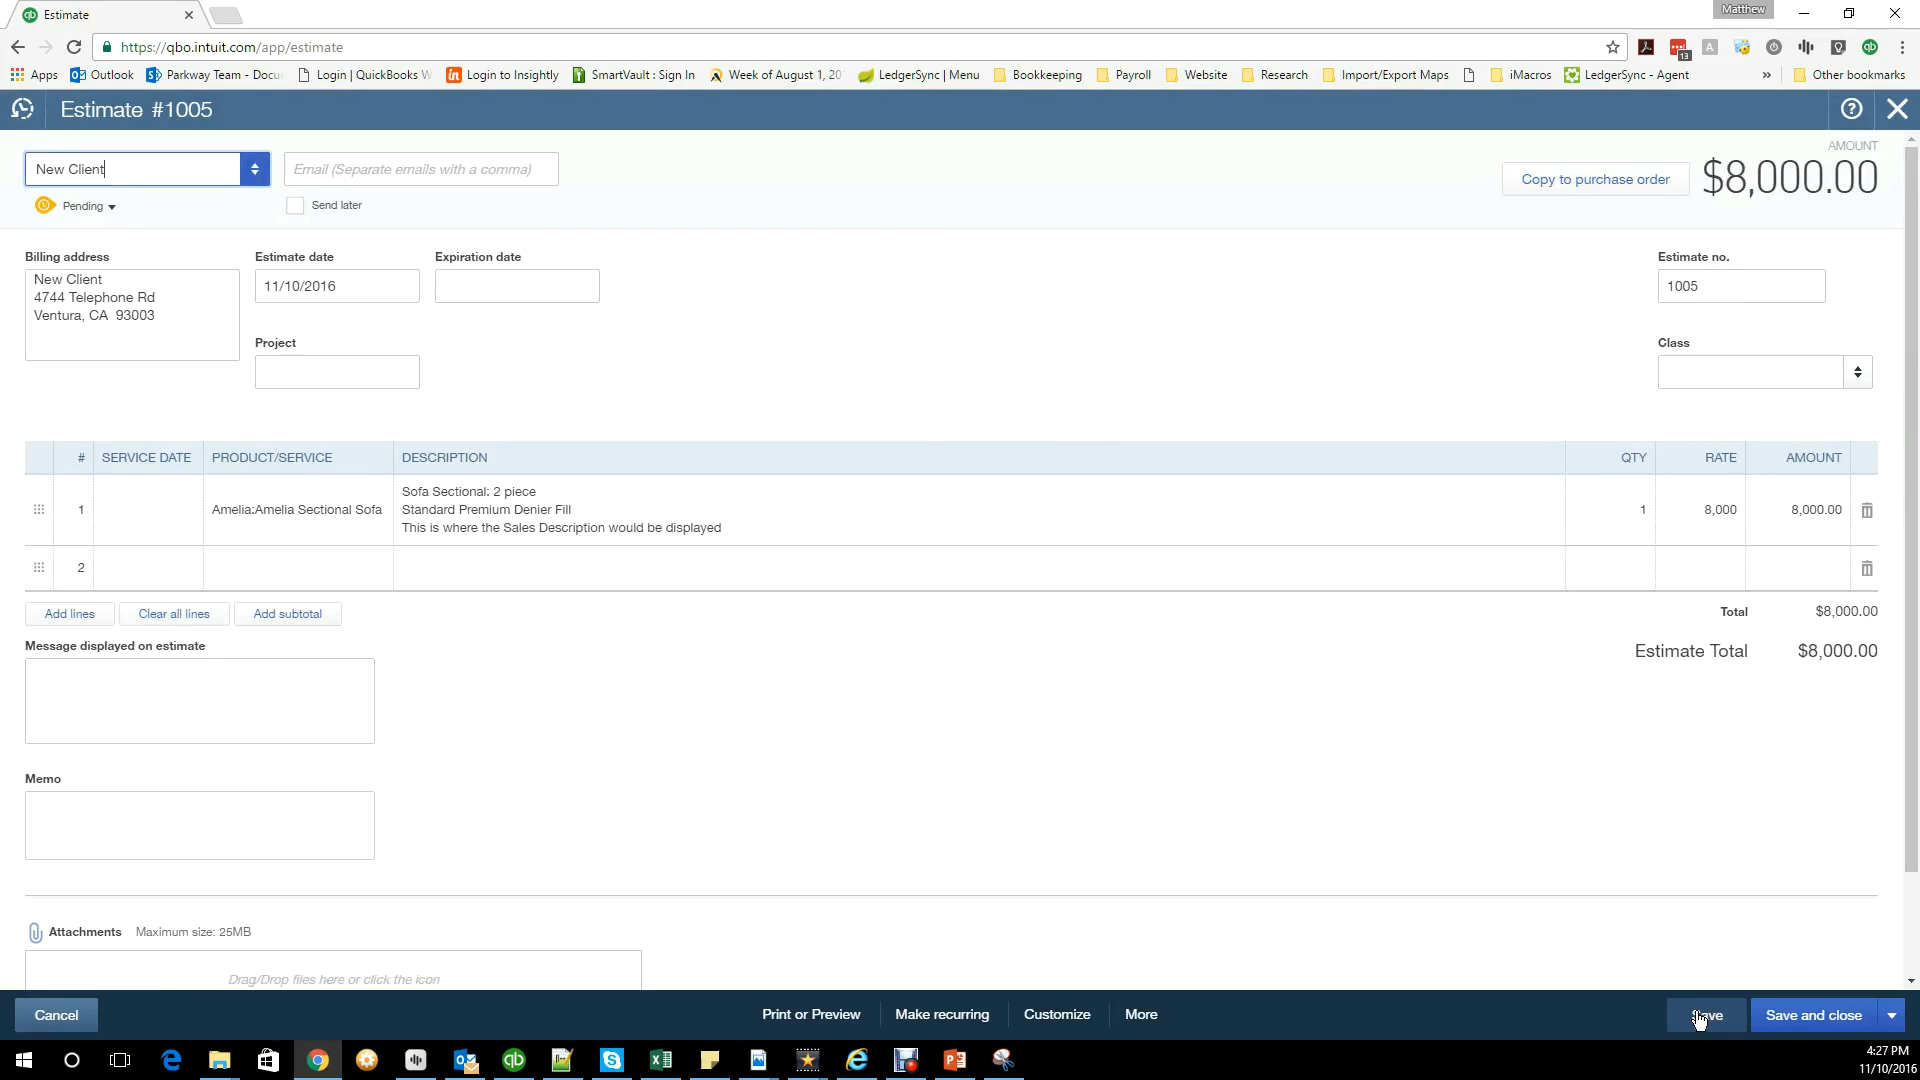 Estimate
Matthew
https://qbo.intuit.com/app/estimate
13
Apps
Outlook
Parkway Team - Docu
Login | QuickBooks W
Login to Insightly
SmartVault : Sign In
Week of August 1, 20
LedgerSync | Menu
Bookkeeping
Payroll
Website
Research
Import/Export Maps
iMacros
LedgerSync - Agent
»
Other bookmarks
Estimate #1005
New Client
Email (Separate emails with a comma)
Copy to purchase order
AMOUNT
$8,000.00
Pending
Send later
Billing address
New Client
4744 Telephone Rd
Ventura, CA 93003
Estimate date
11/10/2016
Expiration date
Estimate no.
1005
Project
Class
# SERVICE DATE PRODUCT/SERVICE DESCRIPTION QTY RATE AMOUNT
1 Amelia:Amelia Sectional Sofa
Sofa Sectional: 2 piece
Standard Premium Denier Fill
This is where the Sales Description would be displayed
1 8,000 8,000.00
2
Add lines
Clear all lines
Add subtotal
Total $8,000.00
Message displayed on estimate
Estimate Total $8,000.00
Memo
Attachments Maximum size: 25MB
Drag/Drop files here or click the icon
Cancel
Print or Preview
Make recurring
Customize
More
Save and close
4:27 PM
11/10/2016